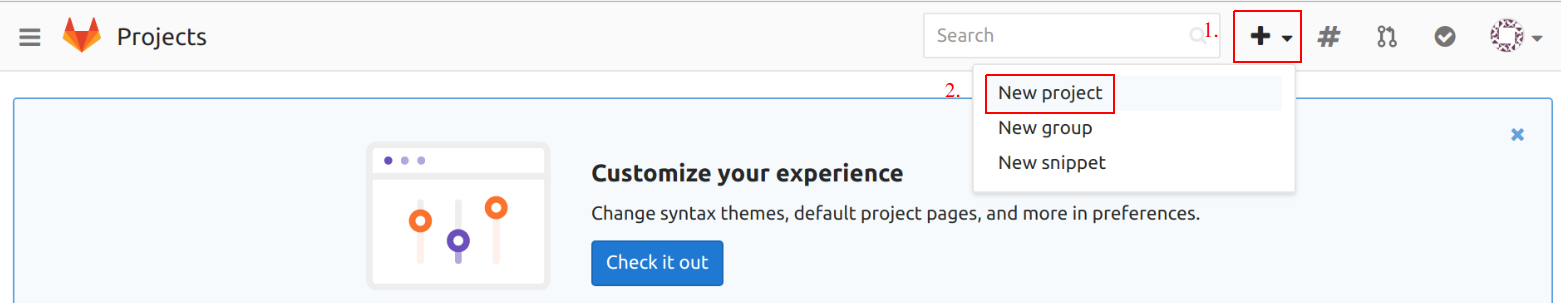 Projects
Search
1.
2.
New project
New group
New snippet
Customize your experience
Change syntax themes, default project pages, and more in preferences.
Check it out